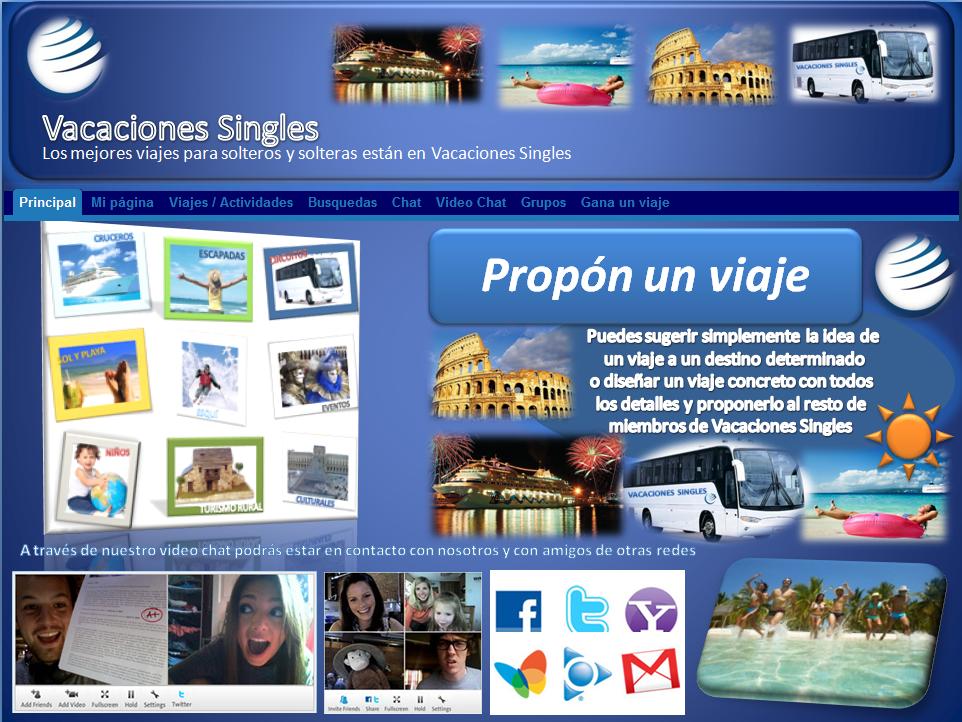 Vacaciones Singles
Los mejores viajes para solteros y solteras están en Vacaciones Singles
VACACIONES SINGLES
Principal Mi página Viajes / Actividades Busquedas Chat Video Chat Grupos Gana un viaje
CRUCEROS
ESCAPADAS
CIRCUITOS
SOL Y PLAYA
ESQUÍ
EVENTOS
NIÑOS
TURISMO RURAL
CULTURALES
Propón un viaje
Puedes sugerir simplemente la idea de
un viaje a un destino determinado
o diseñar un viaje concreto con todos
los detalles y proponerlo al resto de
miembros de Vacaciones Singles
VACACIONES SINGLES
A través de nuestro video chat podrás estar en contacto con nosotros y con amigos de otras redes
A+
Add Friends Add Video Fullscreen Hold Settings Twitter
Invite Friends Share Fullscreen Hold Settings